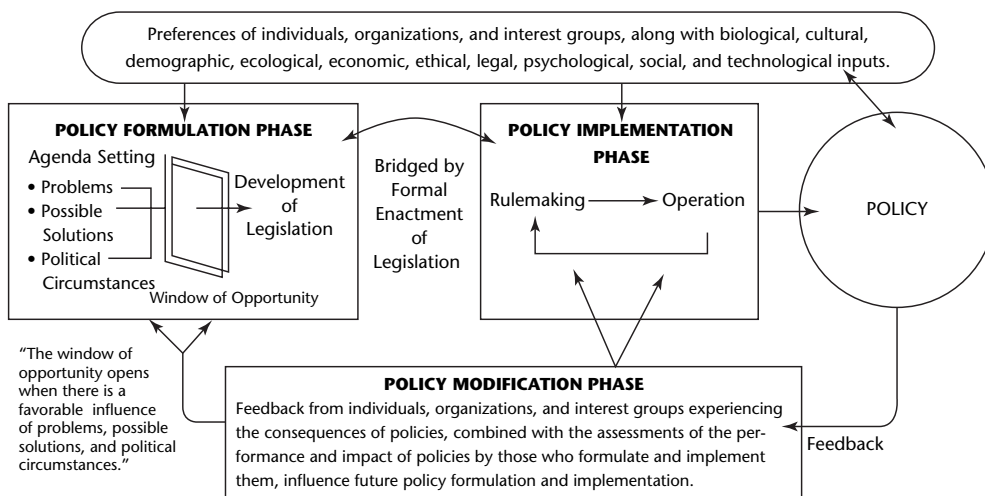 Preferences of individuals, organizations, and interest groups, along with biological, cultural,
demographic, ecological, economic, ethical, legal, psychological, social, and technological inputs.
POLICY FORMULATION PHASE
Agenda Setting
• Problems
• Possible
Solutions
• Political
Circumstances
Development
of
Legislation
Window of Opportunity
Bridged by
Formal
Enactment
of
Legislation
POLICY IMPLEMENTATION
PHASE
Rulemaking
Operation
POLICY
“The window of
opportunity opens
when there is a
favorable influence
of problems, possible
solutions, and political
circumstances.”
POLICY MODIFICATION PHASE
Feedback from individuals, organizations, and interest groups experiencing
the consequences of policies, combined with the assessments of the per-
formance and impact of policies by those who formulate and implement
them, influence future policy formulation and implementation.
Feedback